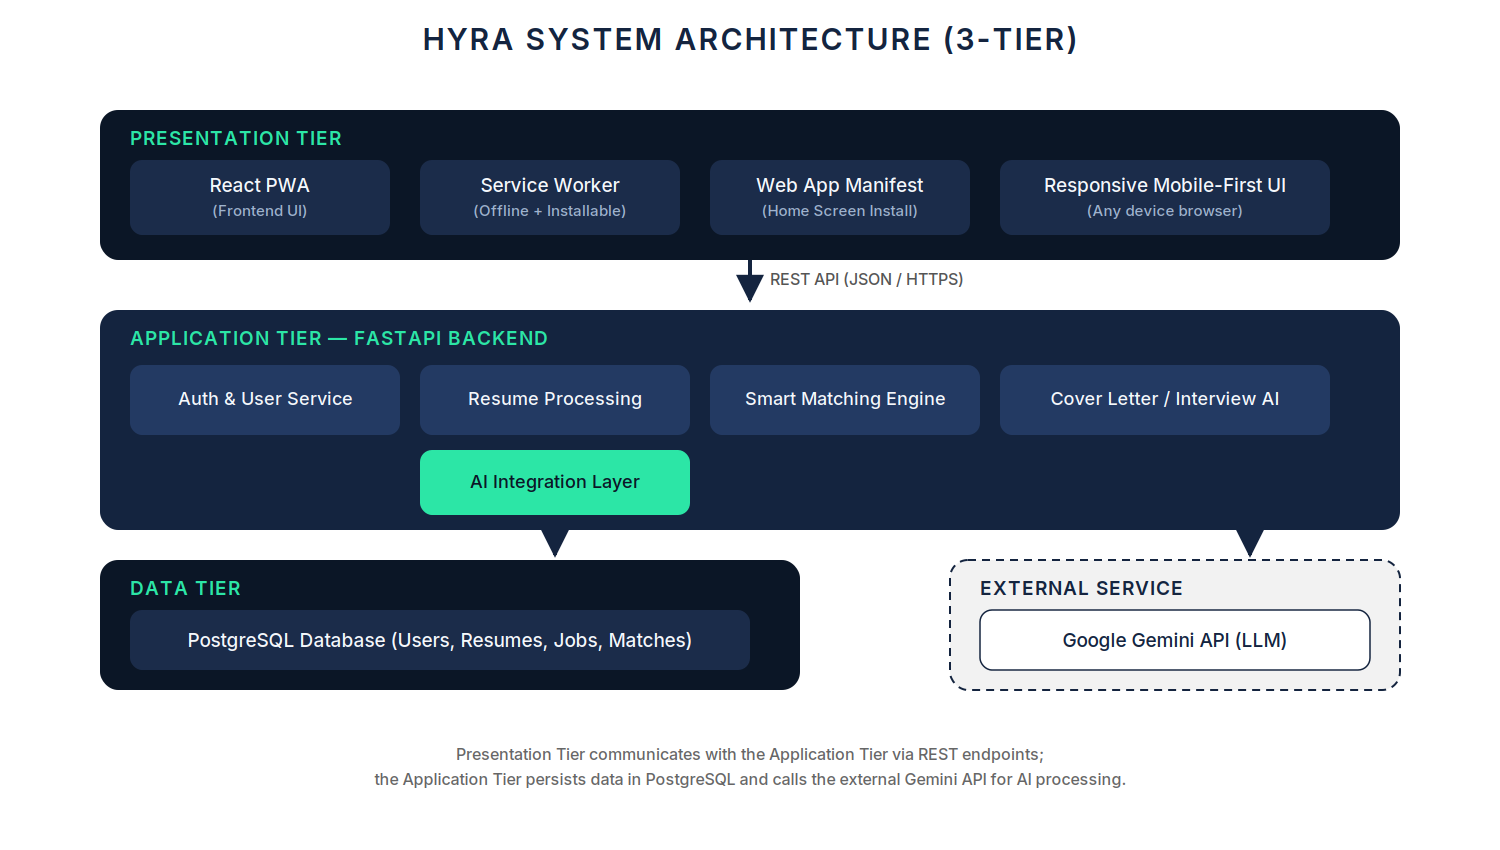 HYRA SYSTEM ARCHITECTURE (3-TIER)
PRESENTATION TIER
React PWA
(Frontend UI)
Service Worker
(Offline + Installable)
Web App Manifest
(Home Screen Install)
Responsive Mobile-First UI
(Any device browser)
REST API (JSON / HTTPS)
APPLICATION TIER — FASTAPI BACKEND
Auth & User Service
Resume Processing
Smart Matching Engine
Cover Letter / Interview AI
AI Integration Layer
DATA TIER
PostgreSQL Database (Users, Resumes, Jobs, Matches)
EXTERNAL SERVICE
Google Gemini API (LLM)
Presentation Tier communicates with the Application Tier via REST endpoints;
the Application Tier persists data in PostgreSQL and calls the external Gemini API for AI processing.